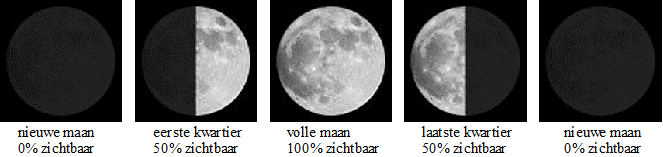 nieuwe maan
0% zichtbaar
eerste kwartier
50% zichtbaar
volle maan
100% zichtbaar
laatste kwartier
50% zichtbaar
nieuwe maan
0% zichtbaar